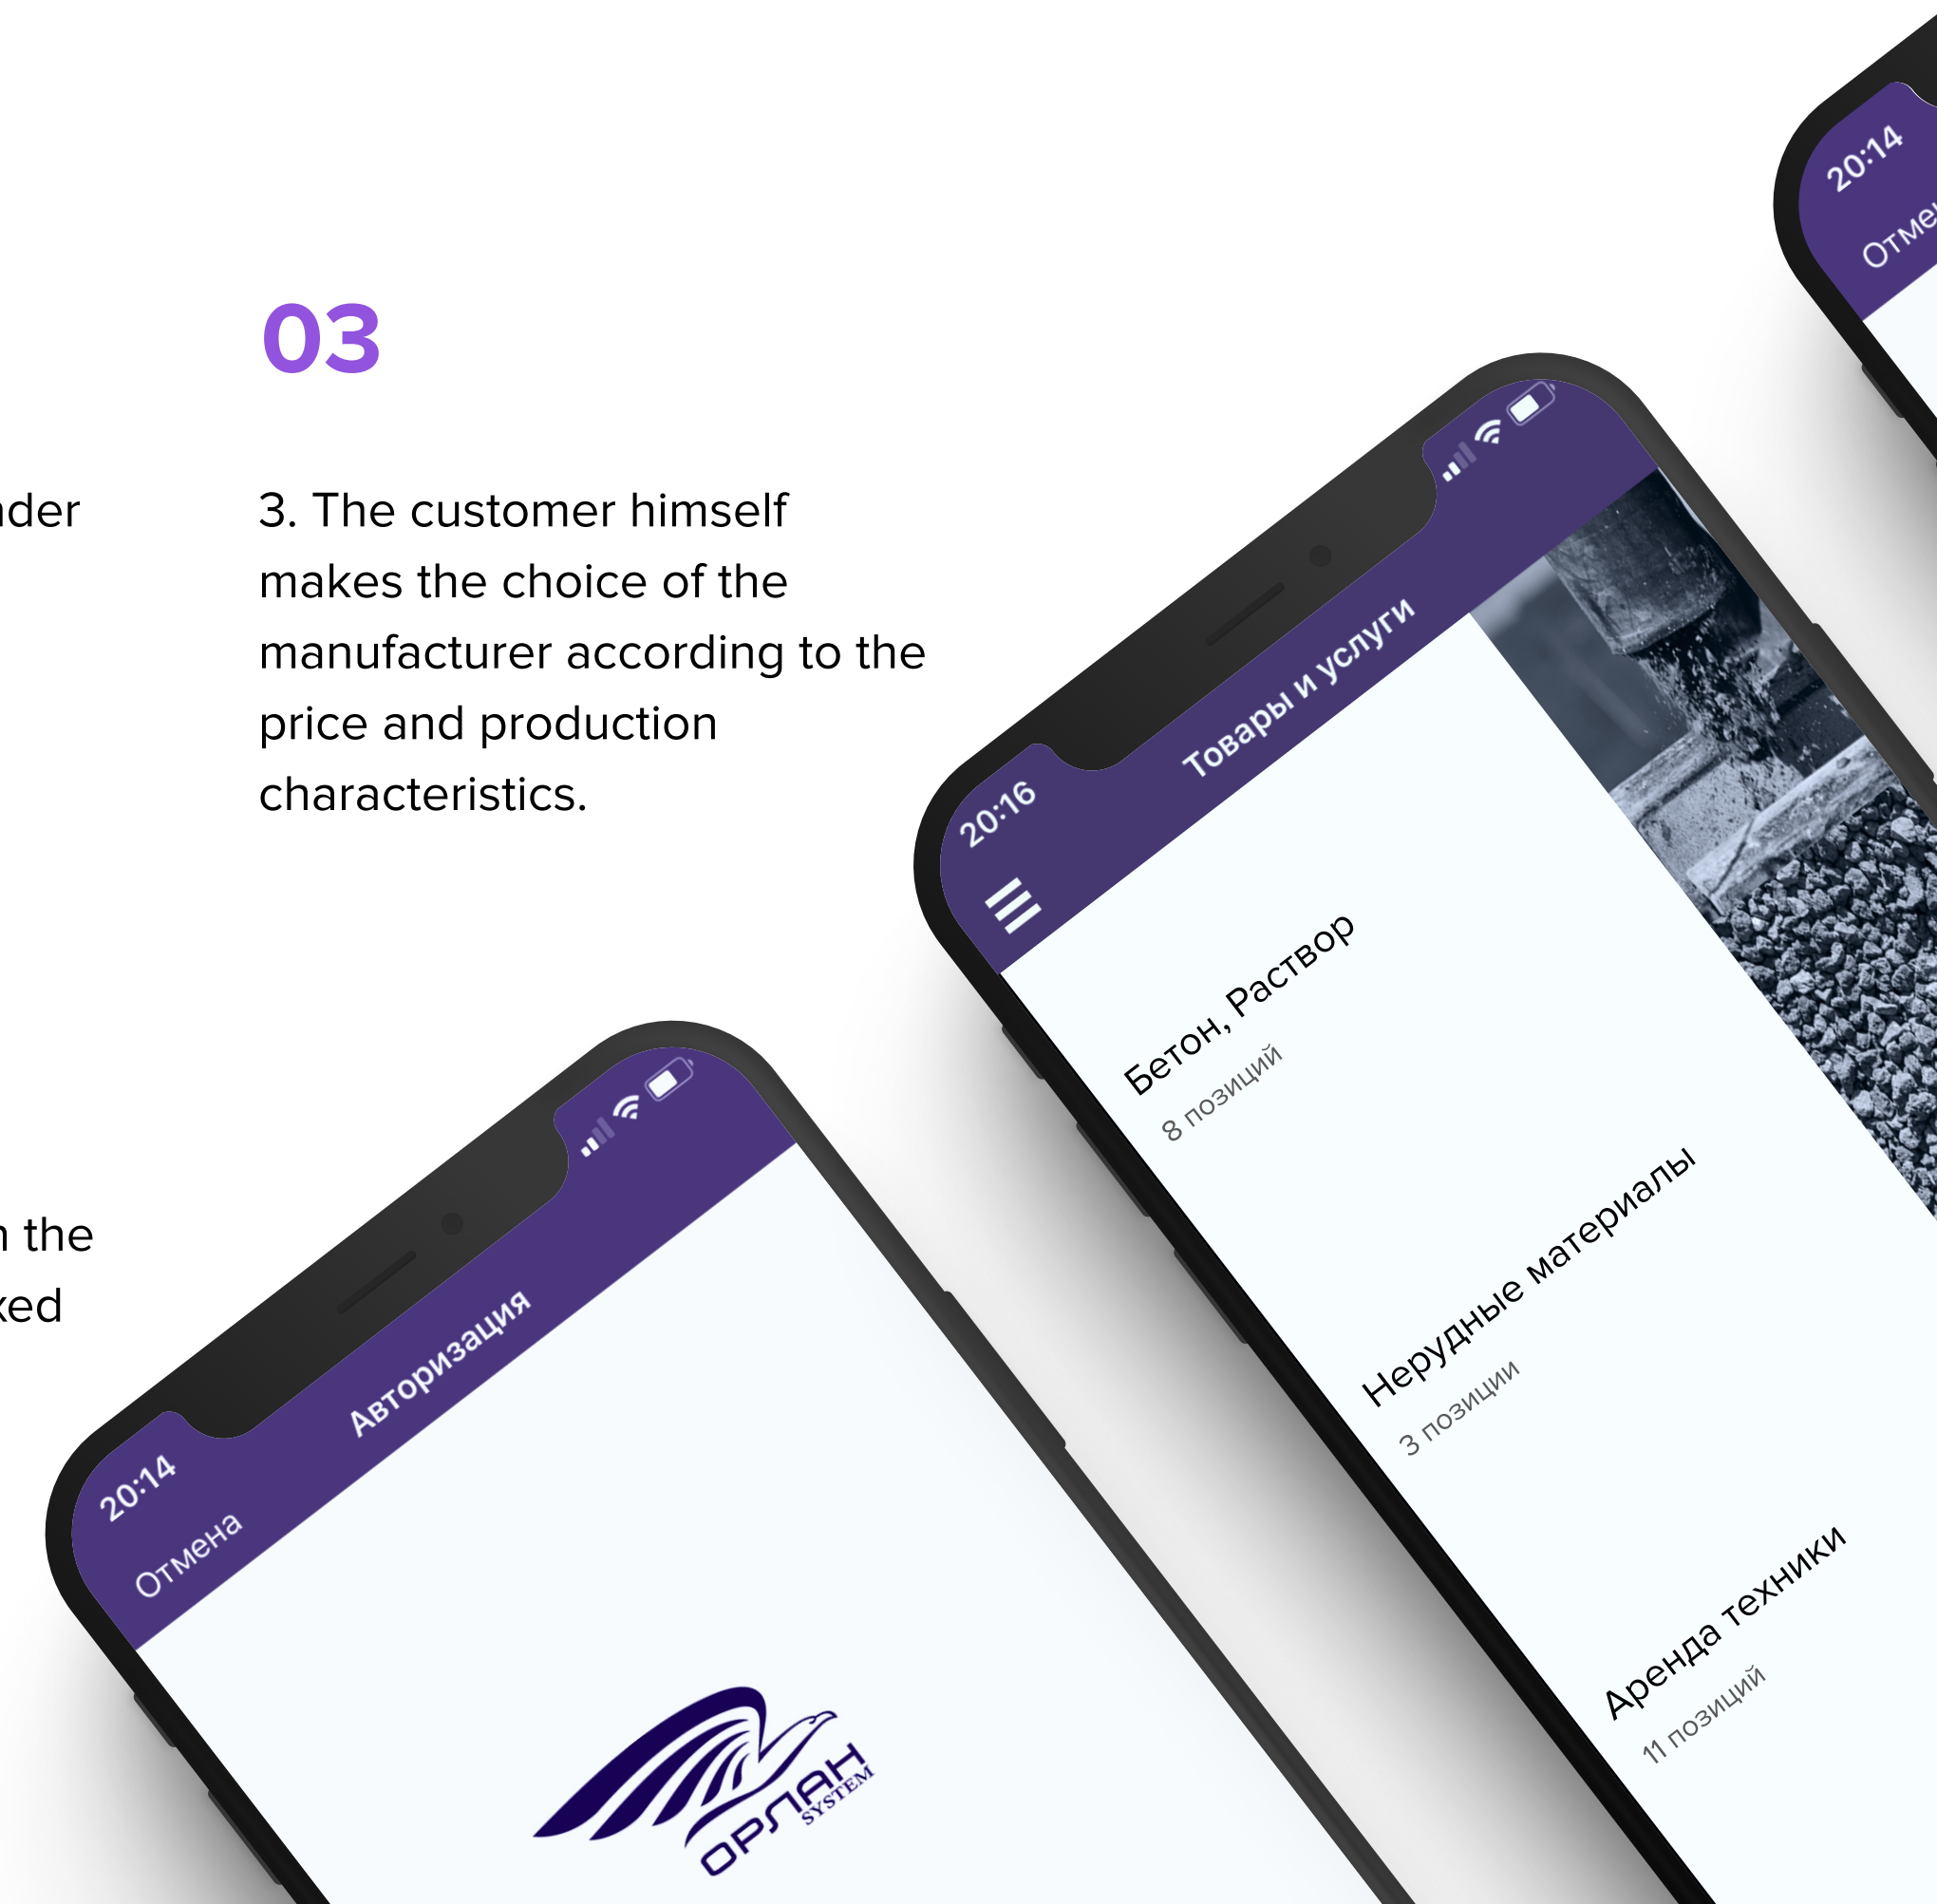 03
3. The customer himself
makes the choice of the
manufacturer according to the
price and production
characteristics.
the
20:14
20:16
Товары и услуги
Бетон, Раствор
8 позиций
Нерудные материалы
3 позиции
Аренда техники
11 позиций
20:14
Отмена
Авторизация
ОРЛАН
SYSTEM